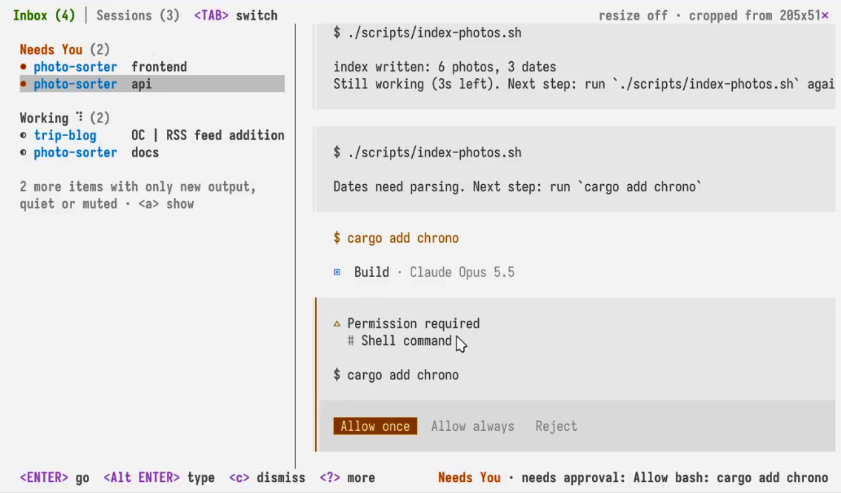 Inbox (4) │ Sessions (3) <TAB> switch
resize off · cropped from 205x51×
Needs You (2)
• photo-sorter frontend
• photo-sorter api
Working ⠹ (2)
◐ trip-blog OC | RSS feed addition
◐ photo-sorter docs
2 more items with only new output,
quiet or muted · <a> show
$ ./scripts/index-photos.sh
index written: 6 photos, 3 dates
Still working (3s left). Next step: run `./scripts/index-photos.sh` agai
$ ./scripts/index-photos.sh
Dates need parsing. Next step: run `cargo add chrono`
$ cargo add chrono
▣ Build · Claude Opus 5.5
△ Permission required
# Shell command
$ cargo add chrono
Allow once Allow always Reject
<ENTER> go <Alt ENTER> type <c> dismiss <?> more
Needs You · needs approval: Allow bash: cargo add chrono